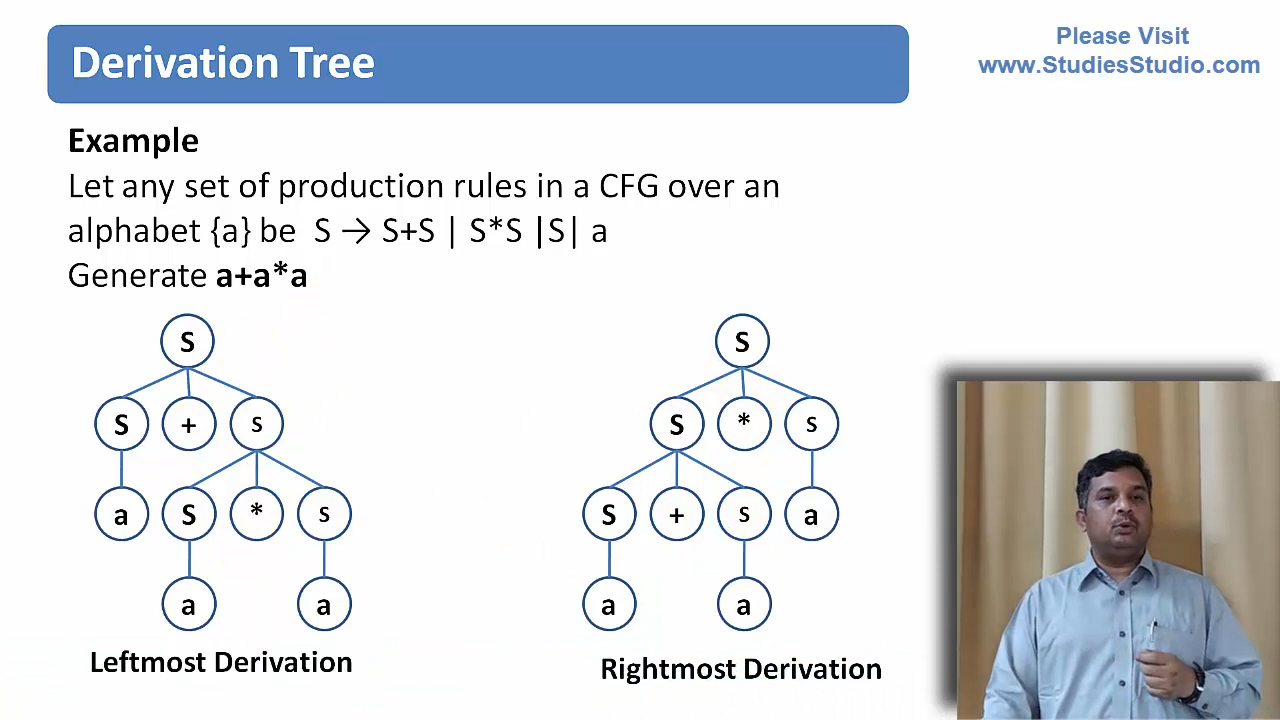 Derivation Tree
Please Visit
www.StudiesStudio.com
Example
Let any set of production rules in a CFG over an
alphabet {a} be S → S+S | S*S |S| a
Generate a+a*a
S
S + s
a S * s
a a
Leftmost Derivation
S
S * s
S + s a
a a
Rightmost Derivation